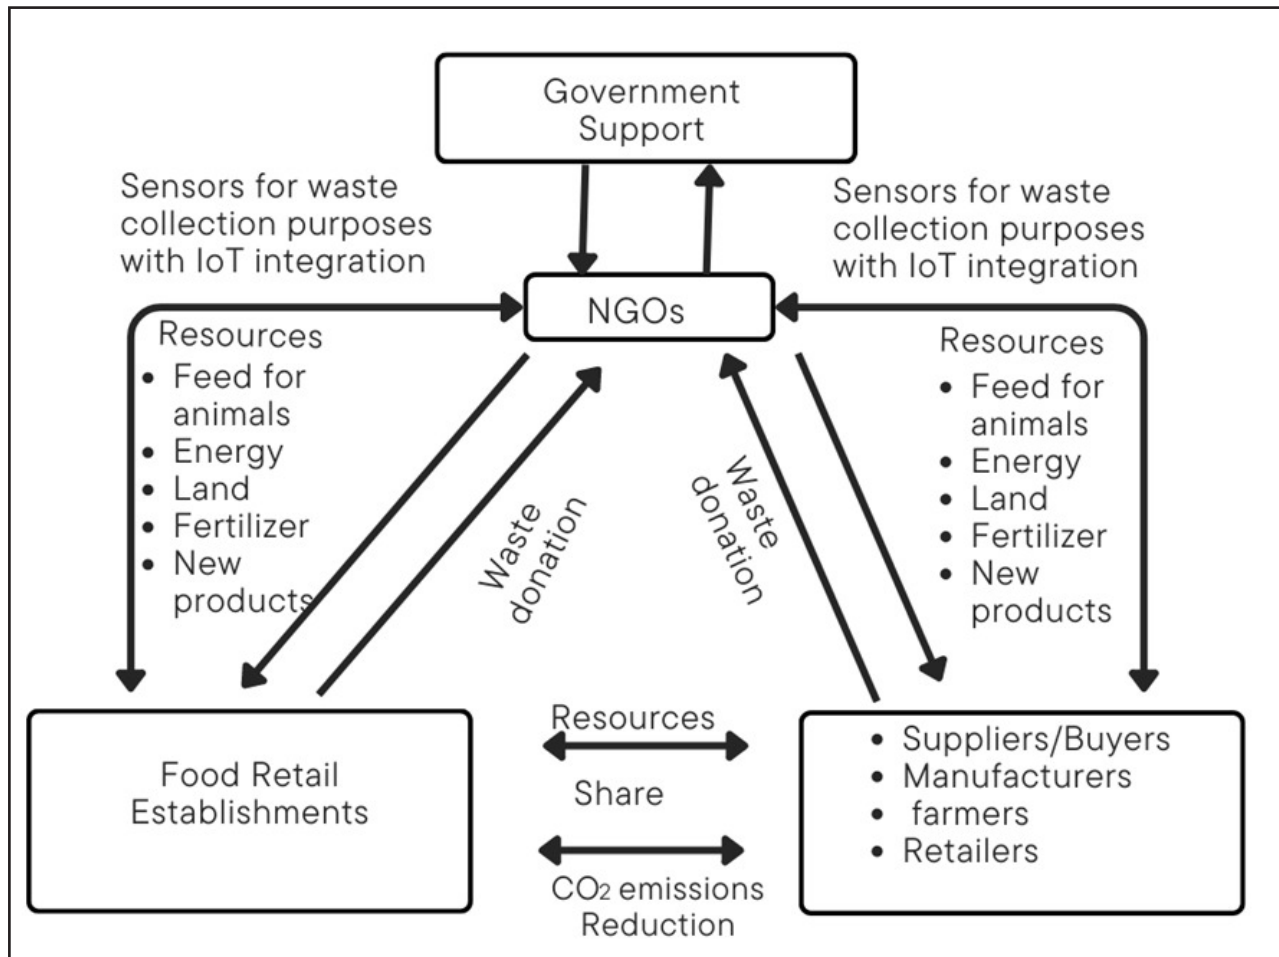 Government
Support
Sensors for waste
collection purposes
with IoT integration
Sensors for waste
collection purposes
with IoT integration
NGOs
Resources
• Feed for
animals
• Energy
• Land
• Fertilizer
• New
products
Resources
• Feed for
animals
• Energy
• Land
• Fertilizer
• New
products
Waste
donation
Waste
donation
Food Retail
Establishments
Resources
Share
CO₂ emissions
Reduction
• Suppliers/Buyers
• Manufacturers
• farmers
• Retailers